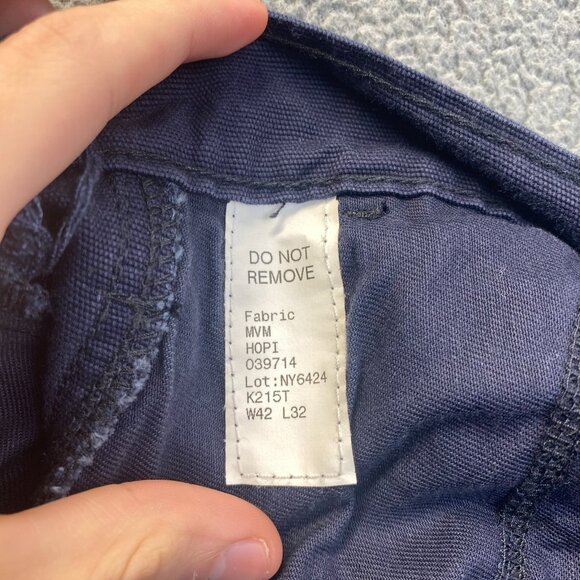 DO NOT
REMOVE
Fabric
MVM
HOPI
039714
Lot:NY6424
K215T
W42 L32